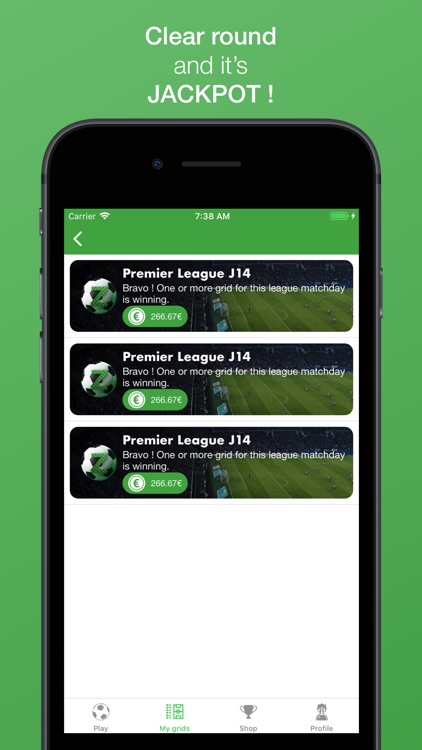 Clear round
and it's
JACKPOT !
Carrier
7:38 AM
Premier League J14
Bravo ! One or more grid for this league matchday
is winning.
€ 266.67€
Premier League J14
Bravo ! One or more grid for this league matchday
is winning.
€ 266.67€
Premier League J14
Bravo ! One or more grid for this league matchday
is winning.
€ 266.67€
Play
My grids
Shop
Profile